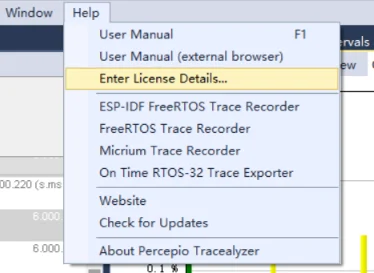 Window Help
User Manual F1
User Manual (external browser)
Enter License Details...
ESP-IDF FreeRTOS Trace Recorder
FreeRTOS Trace Recorder
Micrium Trace Recorder
On Time RTOS-32 Trace Exporter
Website
Check for Updates
About Percepio Tracealyzer
ervals
ew
00.220 (s.ms
6.000.
6.000.
0.1 %